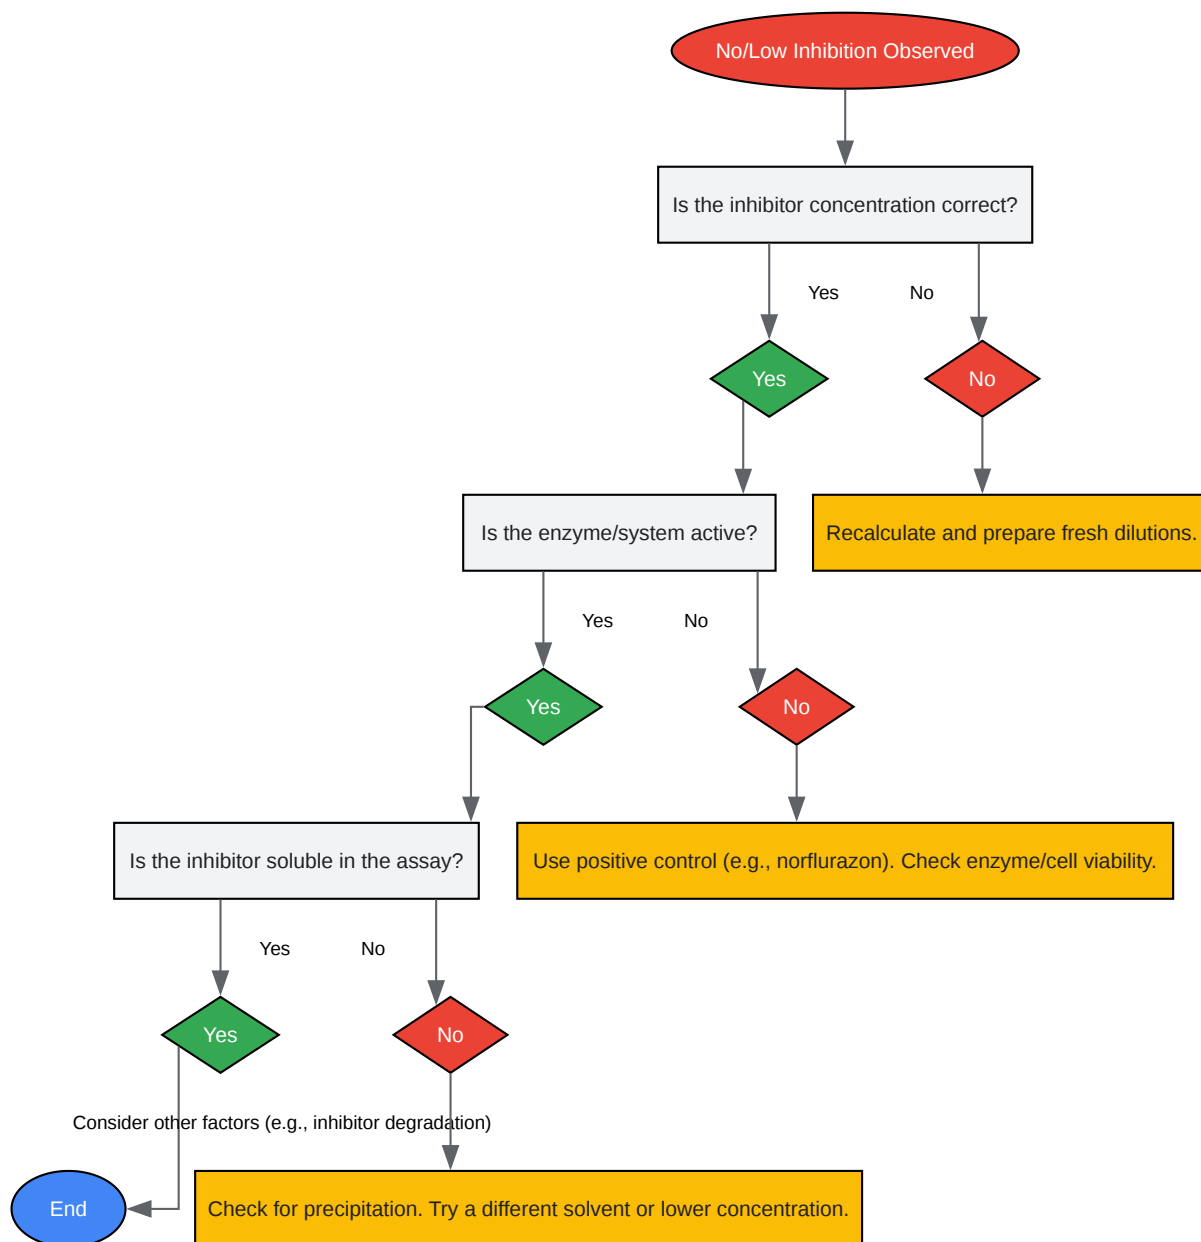 No/Low Inhibition Observed
Is the inhibitor concentration correct?
Yes
No
Yes
No
Is the enzyme/system active?
Recalculate and prepare fresh dilutions.
Yes
No
Yes
No
Is the inhibitor soluble in the assay?
Use positive control (e.g., norflurazon). Check enzyme/cell viability.
Yes
No
Yes
No
Consider other factors (e.g., inhibitor degradation)
End
Check for precipitation. Try a different solvent or lower concentration.